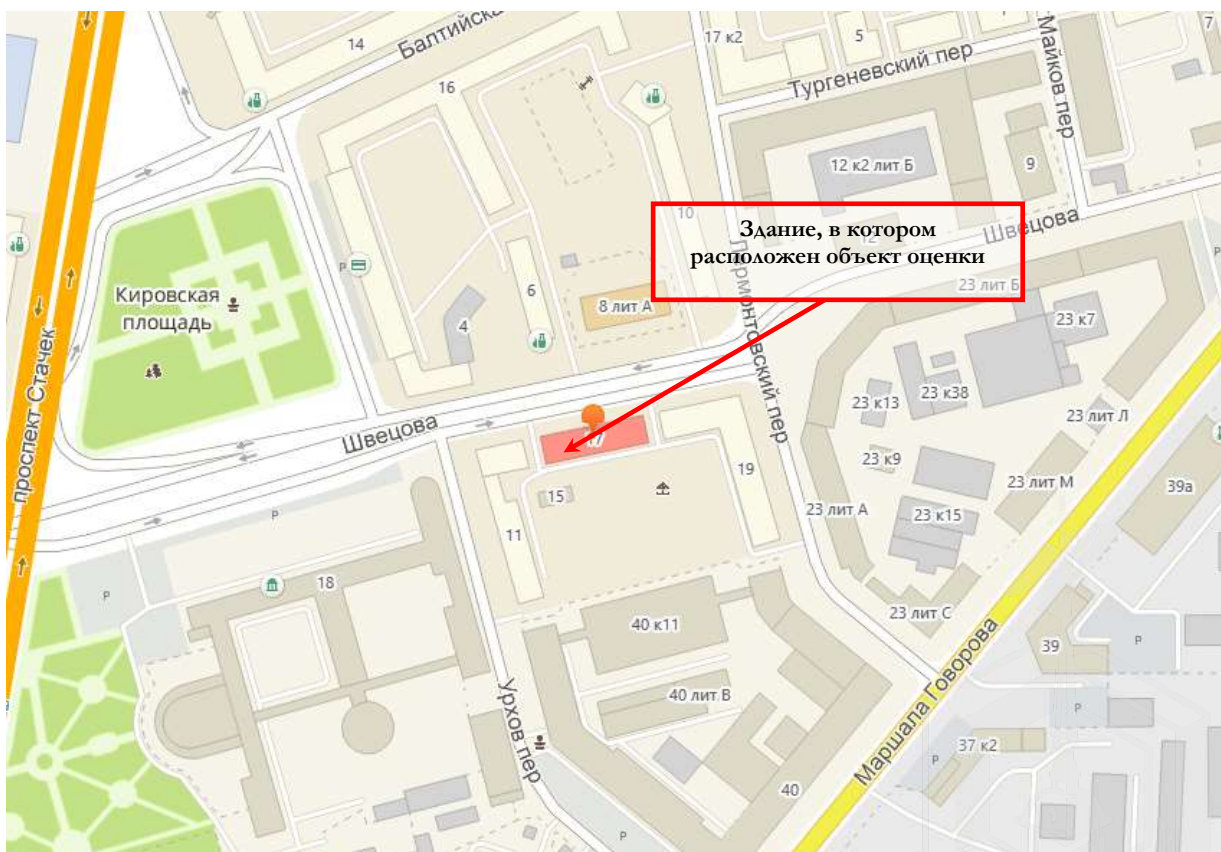 14
Балтийска
17 к2
5
Майков пер
7
Тургеневский пер
16
12 к2 лит Б
9
Здание, в котором
расположен объект оценки
10
12
Швецова
Лермонтовский пер
23 лит Б
Р
Кировская
площадь
6
8 лит А
4
23 к7
проспект Стачек
23 к13
23 к38
23 лит Л
Швецова
17
19
23 к9
23 лит М
39а
15
Р
11
23 лит А
23 к15
18
Р
23 лит С
40 к11
39
Р
Маршала Говорова
Урхов пер
40 лит В
Р
37 к2
Р
40
Р